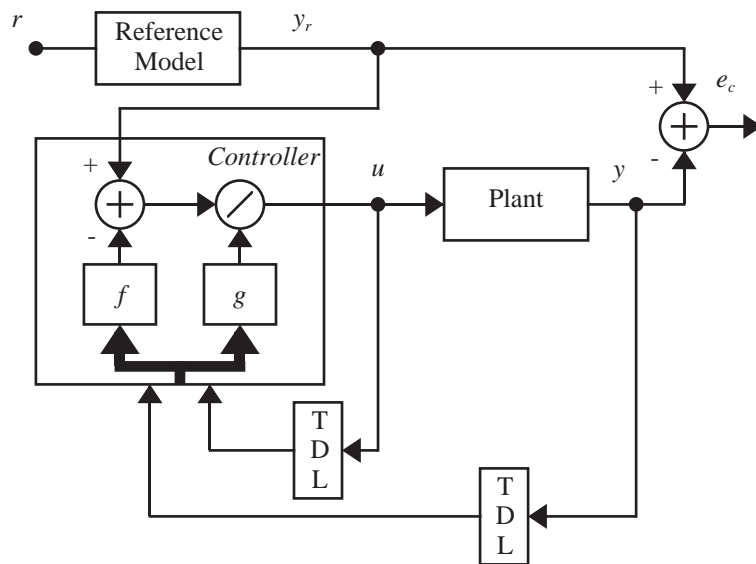 r
Reference
Model
y_r
+
e_c
+
-
Controller
+
+
-
u
Plant
y
f
g
T
D
L
T
D
L